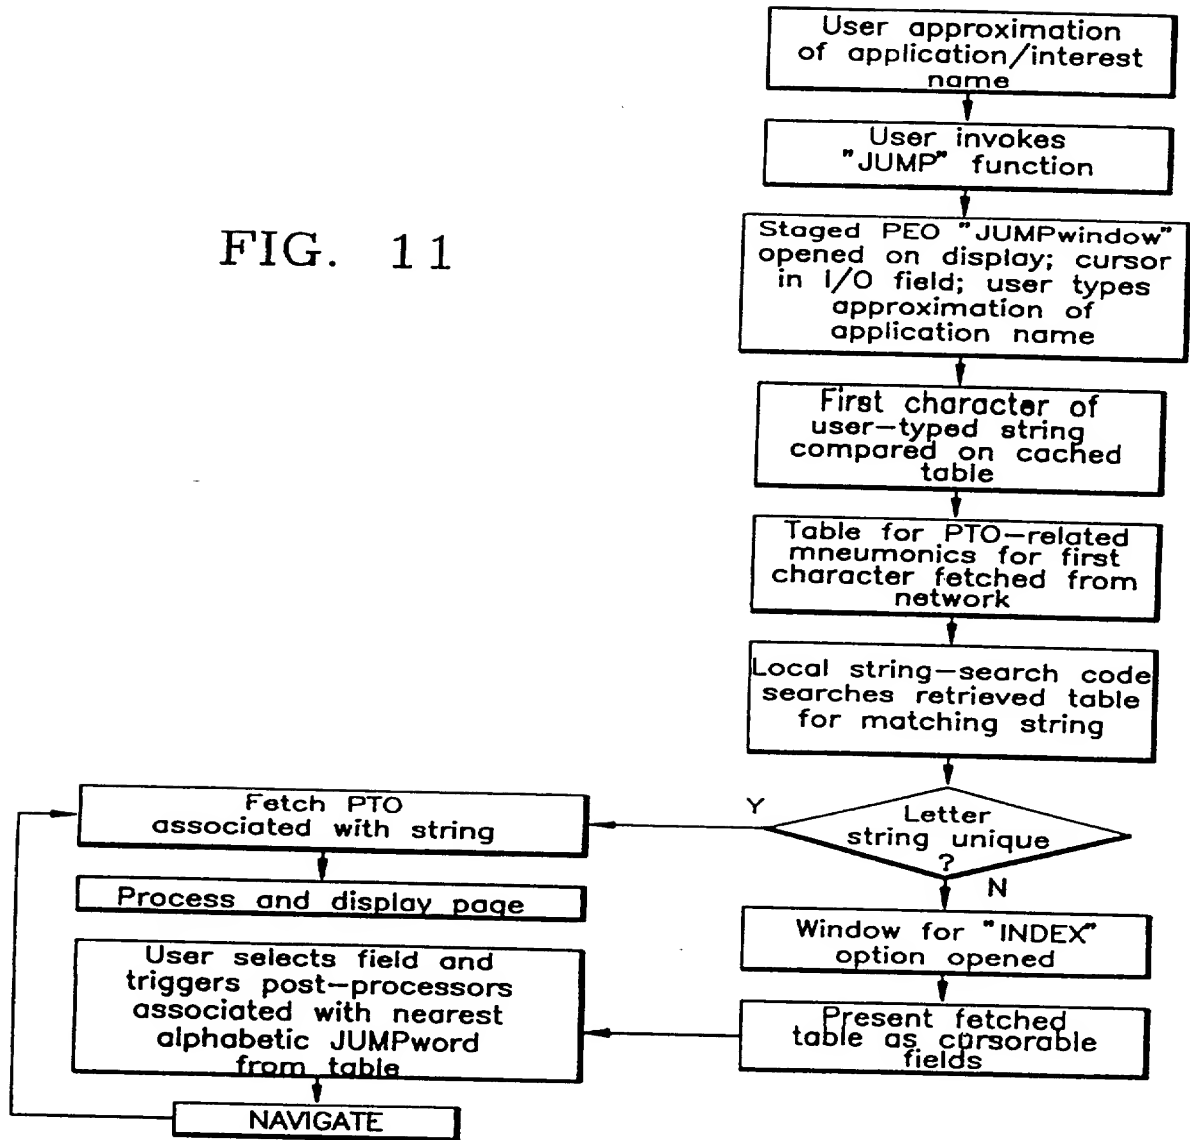 User approximation
of application/interest
name
User invokes
"JUMP" function
FIG. 11
Staged PEO "JUMPwindow"
opened on display; cursor
in I/O field; user types
approximation of
application name
First character of
user-typed string
compared on cached
table
Table for PTO-related
mneumonics for first
character fetched from
network
Local string-search code
searches retrieved table
for matching string
Letter
string unique
?
Y
N
Fetch PTO
associated with string
Process and display page
Window for "INDEX"
option opened
Present fetched
table as cursorable
fields
User selects field and
triggers post-processors
associated with nearest
alphabetic JUMPword
from table
NAVIGATE